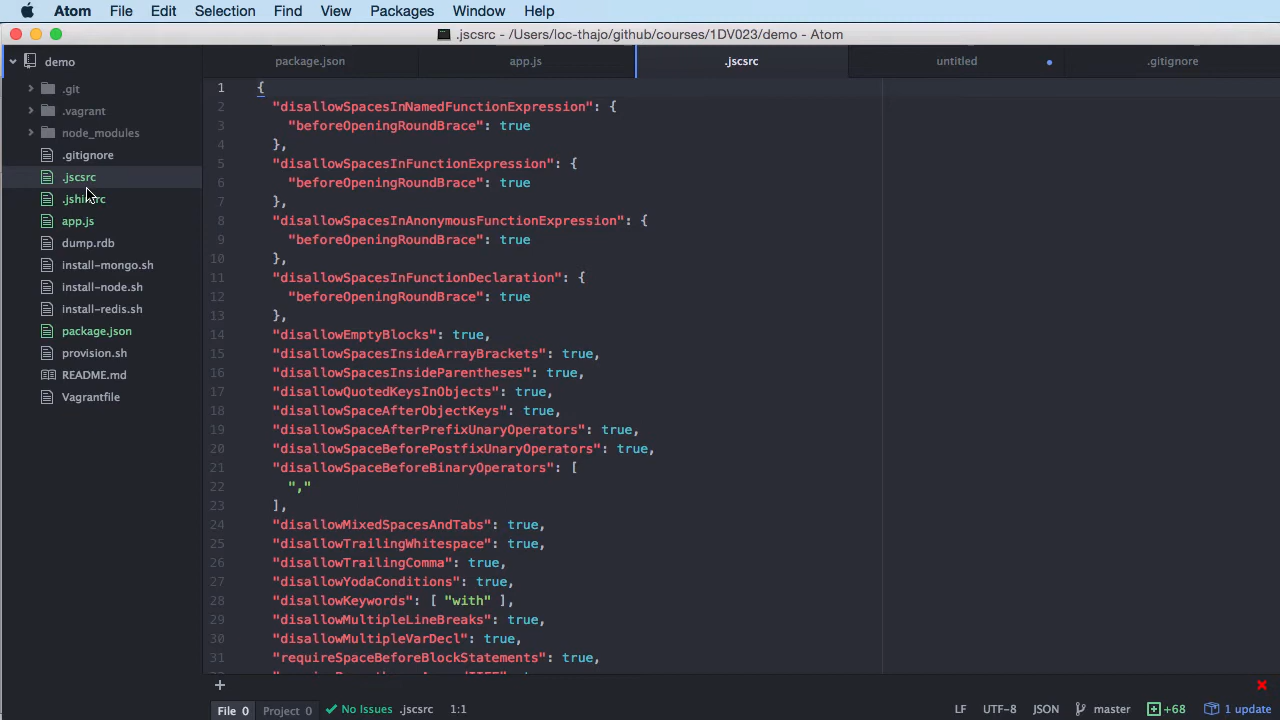 Atom File Edit Selection Find View Packages Window Help
.jscsrc - /Users/loc-thajo/github/courses/1DV023/demo - Atom
demo
.git
.vagrant
node_modules
.gitignore
.jscsrc
app.js
dump.rdb
install-mongo.sh
install-node.sh
install-redis.sh
package.json
provision.sh
README.md
Vagrantfile
package.json app.js .jscsrc untitled .gitignore
1 {
2 "disallowSpacesInNamedFunctionExpression": {
3 "beforeOpeningRoundBrace": true
4 },
5 "disallowSpacesInFunctionExpression": {
6 "beforeOpeningRoundBrace": true
7 },
8 "disallowSpacesInAnonymousFunctionExpression": {
9 "beforeOpeningRoundBrace": true
10 },
11 "disallowSpacesInFunctionDeclaration": {
12 "beforeOpeningRoundBrace": true
13 },
14 "disallowEmptyBlocks": true,
15 "disallowSpacesInsideArrayBrackets": true,
16 "disallowSpacesInsideParentheses": true,
17 "disallowQuotedKeysInObjects": true,
18 "disallowSpaceAfterObjectKeys": true,
19 "disallowSpaceAfterPrefixUnaryOperators": true,
20 "disallowSpaceBeforePostfixUnaryOperators": true,
21 "disallowSpaceBeforeBinaryOperators": [
22 ","
23 ],
24 "disallowMixedSpacesAndTabs": true,
25 "disallowTrailingWhitespace": true,
26 "disallowTrailingComma": true,
27 "disallowYodaConditions": true,
28 "disallowKeywords": [ "with" ],
29 "disallowMultipleLineBreaks": true,
30 "disallowMultipleVarDecl": true,
31 "requireSpaceBeforeBlockStatements": true,
File 0 Project 0 No Issues .jscsrc 1:1 LF UTF-8 JSON master +68 1 update